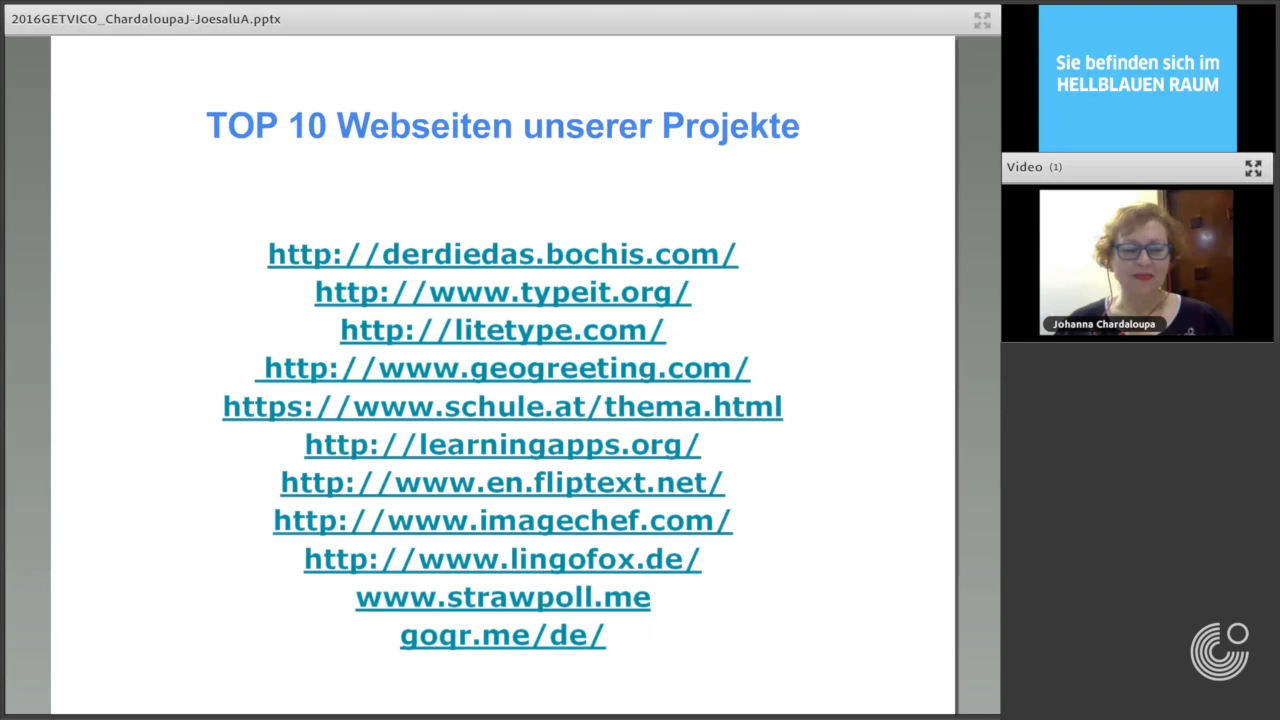 2016GETVICO_ChardaloupaJ-JoesaluA.pptx
TOP 10 Webseiten unserer Projekte
http://derdiedas.bochis.com/
http://www.typeit.org/
http://litetype.com/
http://www.geogreeting.com/
https://www.schule.at/thema.html
http://learningapps.org/
http://www.en.fliptext.net/
http://www.imagechef.com/
http://www.lingofox.de/
www.strawpoll.me
goqr.me/de/
Sie befinden sich im
HELLBLAUEN RAUM
Video (1)
Johanna Chardaloupa